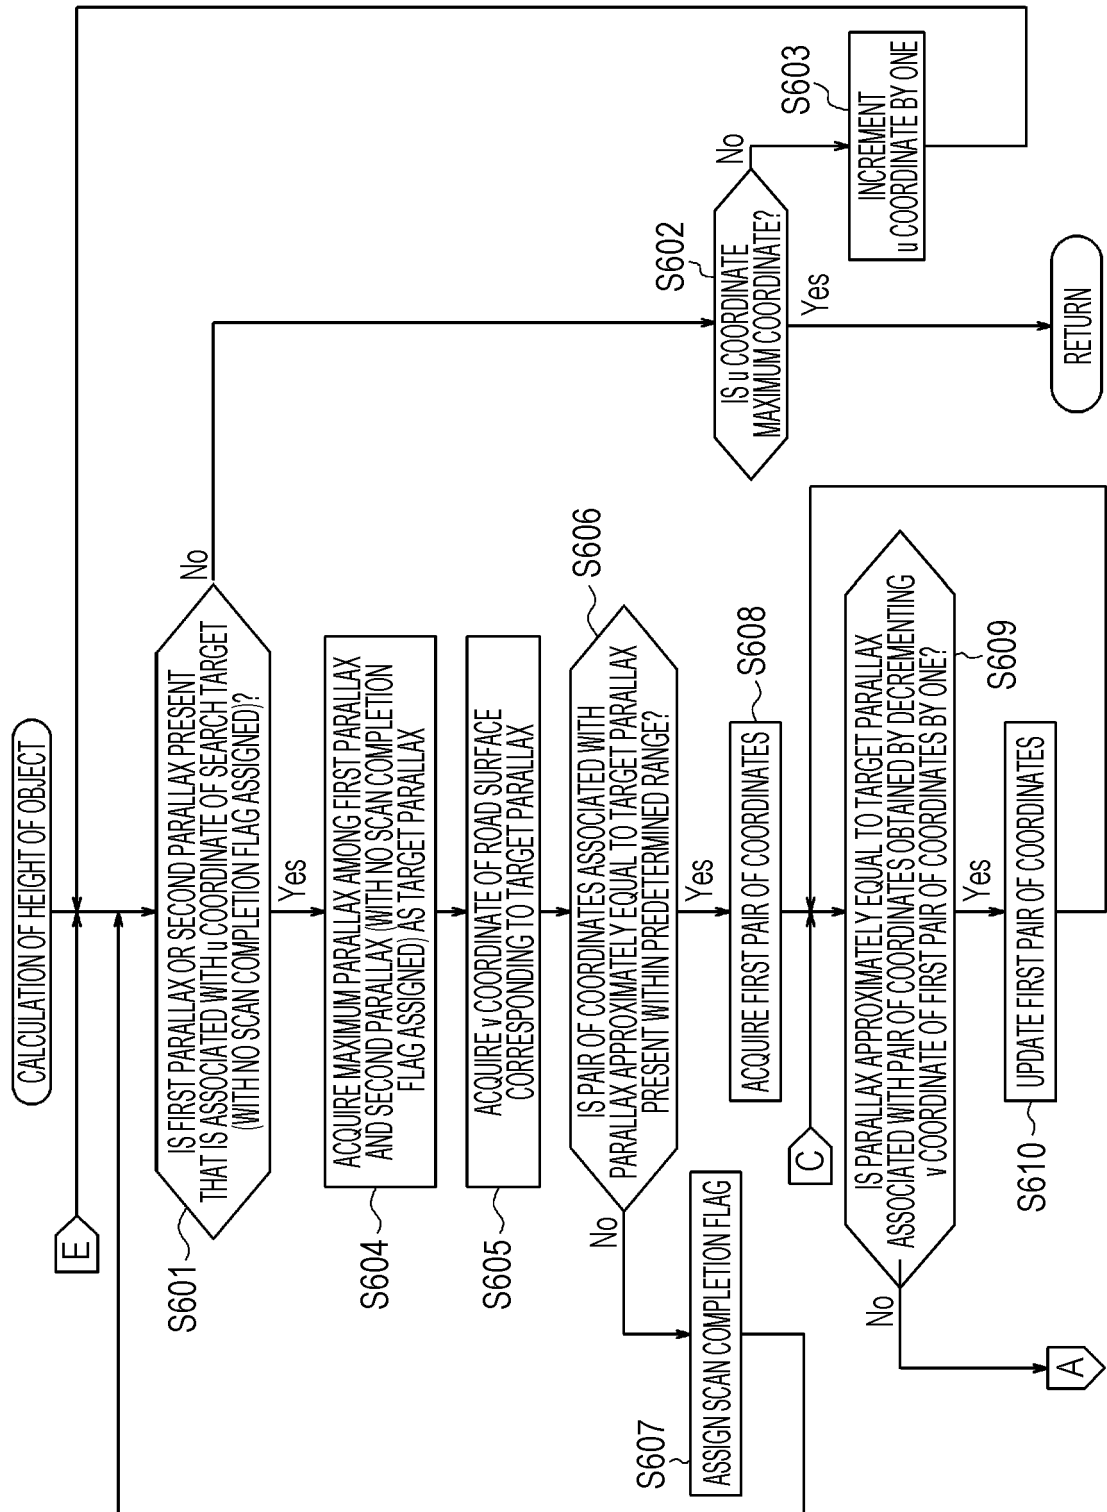 CALCULATION OF HEIGHT OF OBJECT
E
S601
IS FIRST PARALLAX OR SECOND PARALLAX PRESENT
THAT IS ASSOCIATED WITH u COORDINATE OF SEARCH TARGET
(WITH NO SCAN COMPLETION FLAG ASSIGNED)?
No
Yes
S602
IS u COORDINATE
MAXIMUM COORDINATE?
No
Yes
S603
INCREMENT
u COORDINATE BY ONE
RETURN
S604
ACQUIRE MAXIMUM PARALLAX AMONG FIRST PARALLAX
AND SECOND PARALLAX (WITH NO SCAN COMPLETION
FLAG ASSIGNED) AS TARGET PARALLAX
S605
ACQUIRE v COORDINATE OF ROAD SURFACE
CORRESPONDING TO TARGET PARALLAX
S606
IS PAIR OF COORDINATES ASSOCIATED WITH
PARALLAX APPROXIMATELY EQUAL TO TARGET PARALLAX
PRESENT WITHIN PREDETERMINED RANGE?
No
Yes
S607
ASSIGN SCAN COMPLETION FLAG
S608
ACQUIRE FIRST PAIR OF COORDINATES
C
IS PARALLAX APPROXIMATELY EQUAL TO TARGET PARALLAX
ASSOCIATED WITH PAIR OF COORDINATES OBTAINED BY DECREMENTING
v COORDINATE OF FIRST PAIR OF COORDINATES BY ONE?
S609
No
Yes
A
S610
UPDATE FIRST PAIR OF COORDINATES